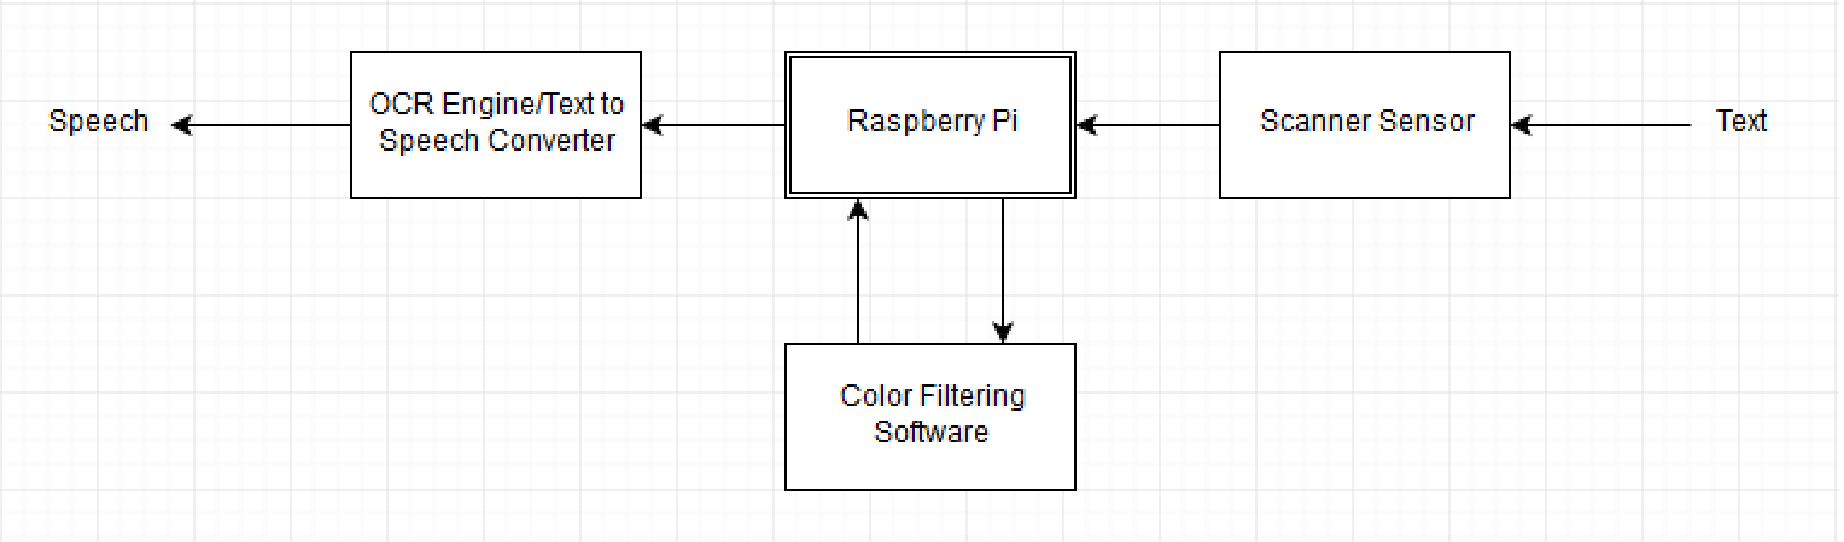 Speech
OCR Engine/Text to
Speech Converter
Raspberry Pi
Scanner Sensor
Text
Color Filtering
Software